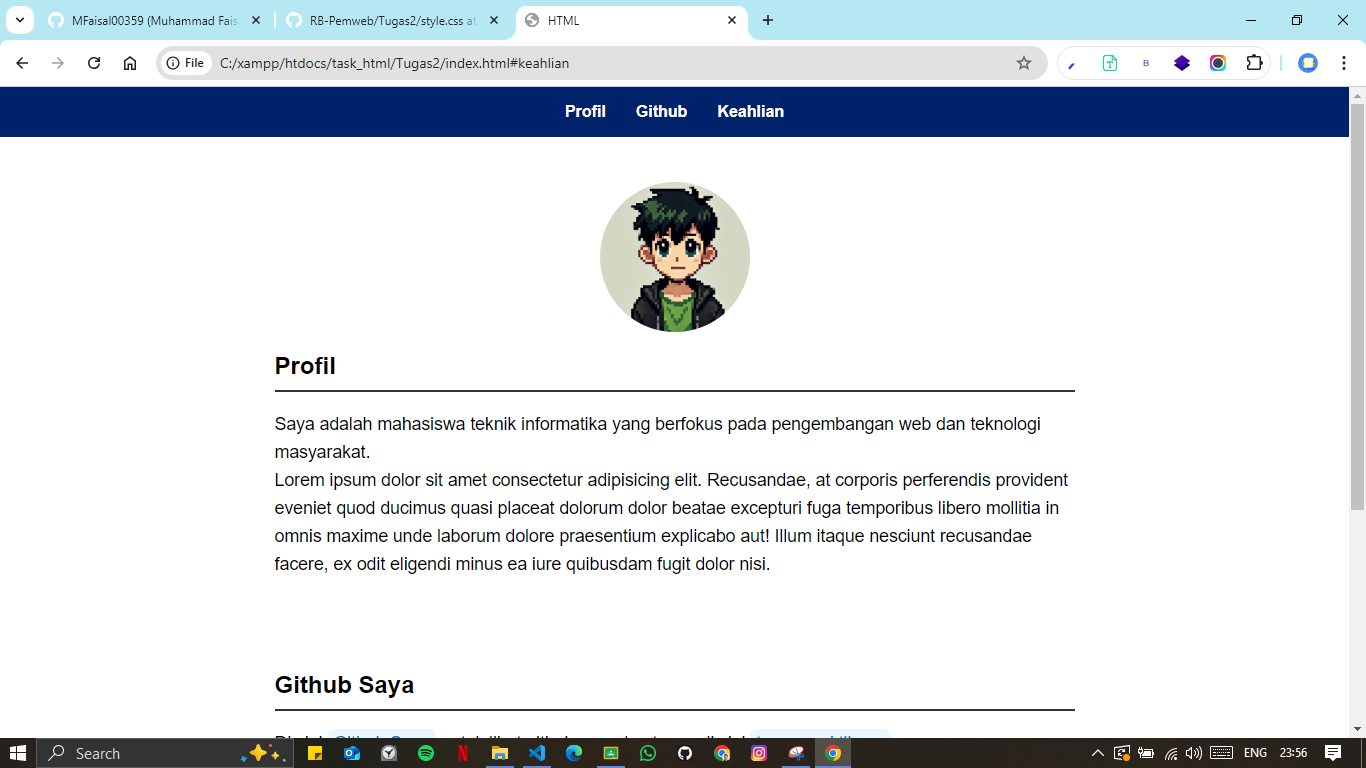 MFaisal00359 (Muhammad Fais
RB-Pemweb/Tugas2/style.css at
HTML
File
C:/xampp/htdocs/task_html/Tugas2/index.html#keahlian
Profil Github Keahlian
Profil
Saya adalah mahasiswa teknik informatika yang berfokus pada pengembangan web dan teknologi
masyarakat.
Lorem ipsum dolor sit amet consectetur adipisicing elit. Recusandae, at corporis perferendis provident
eveniet quod ducimus quasi placeat dolorum dolor beatae excepturi fuga temporibus libero mollitia in
omnis maxime unde laborum dolore praesentium explicabo aut! Illum itaque nesciunt recusandae
facere, ex odit eligendi minus ea iure quibusdam fugit dolor nisi.
Github Saya
Search
ENG
23:56